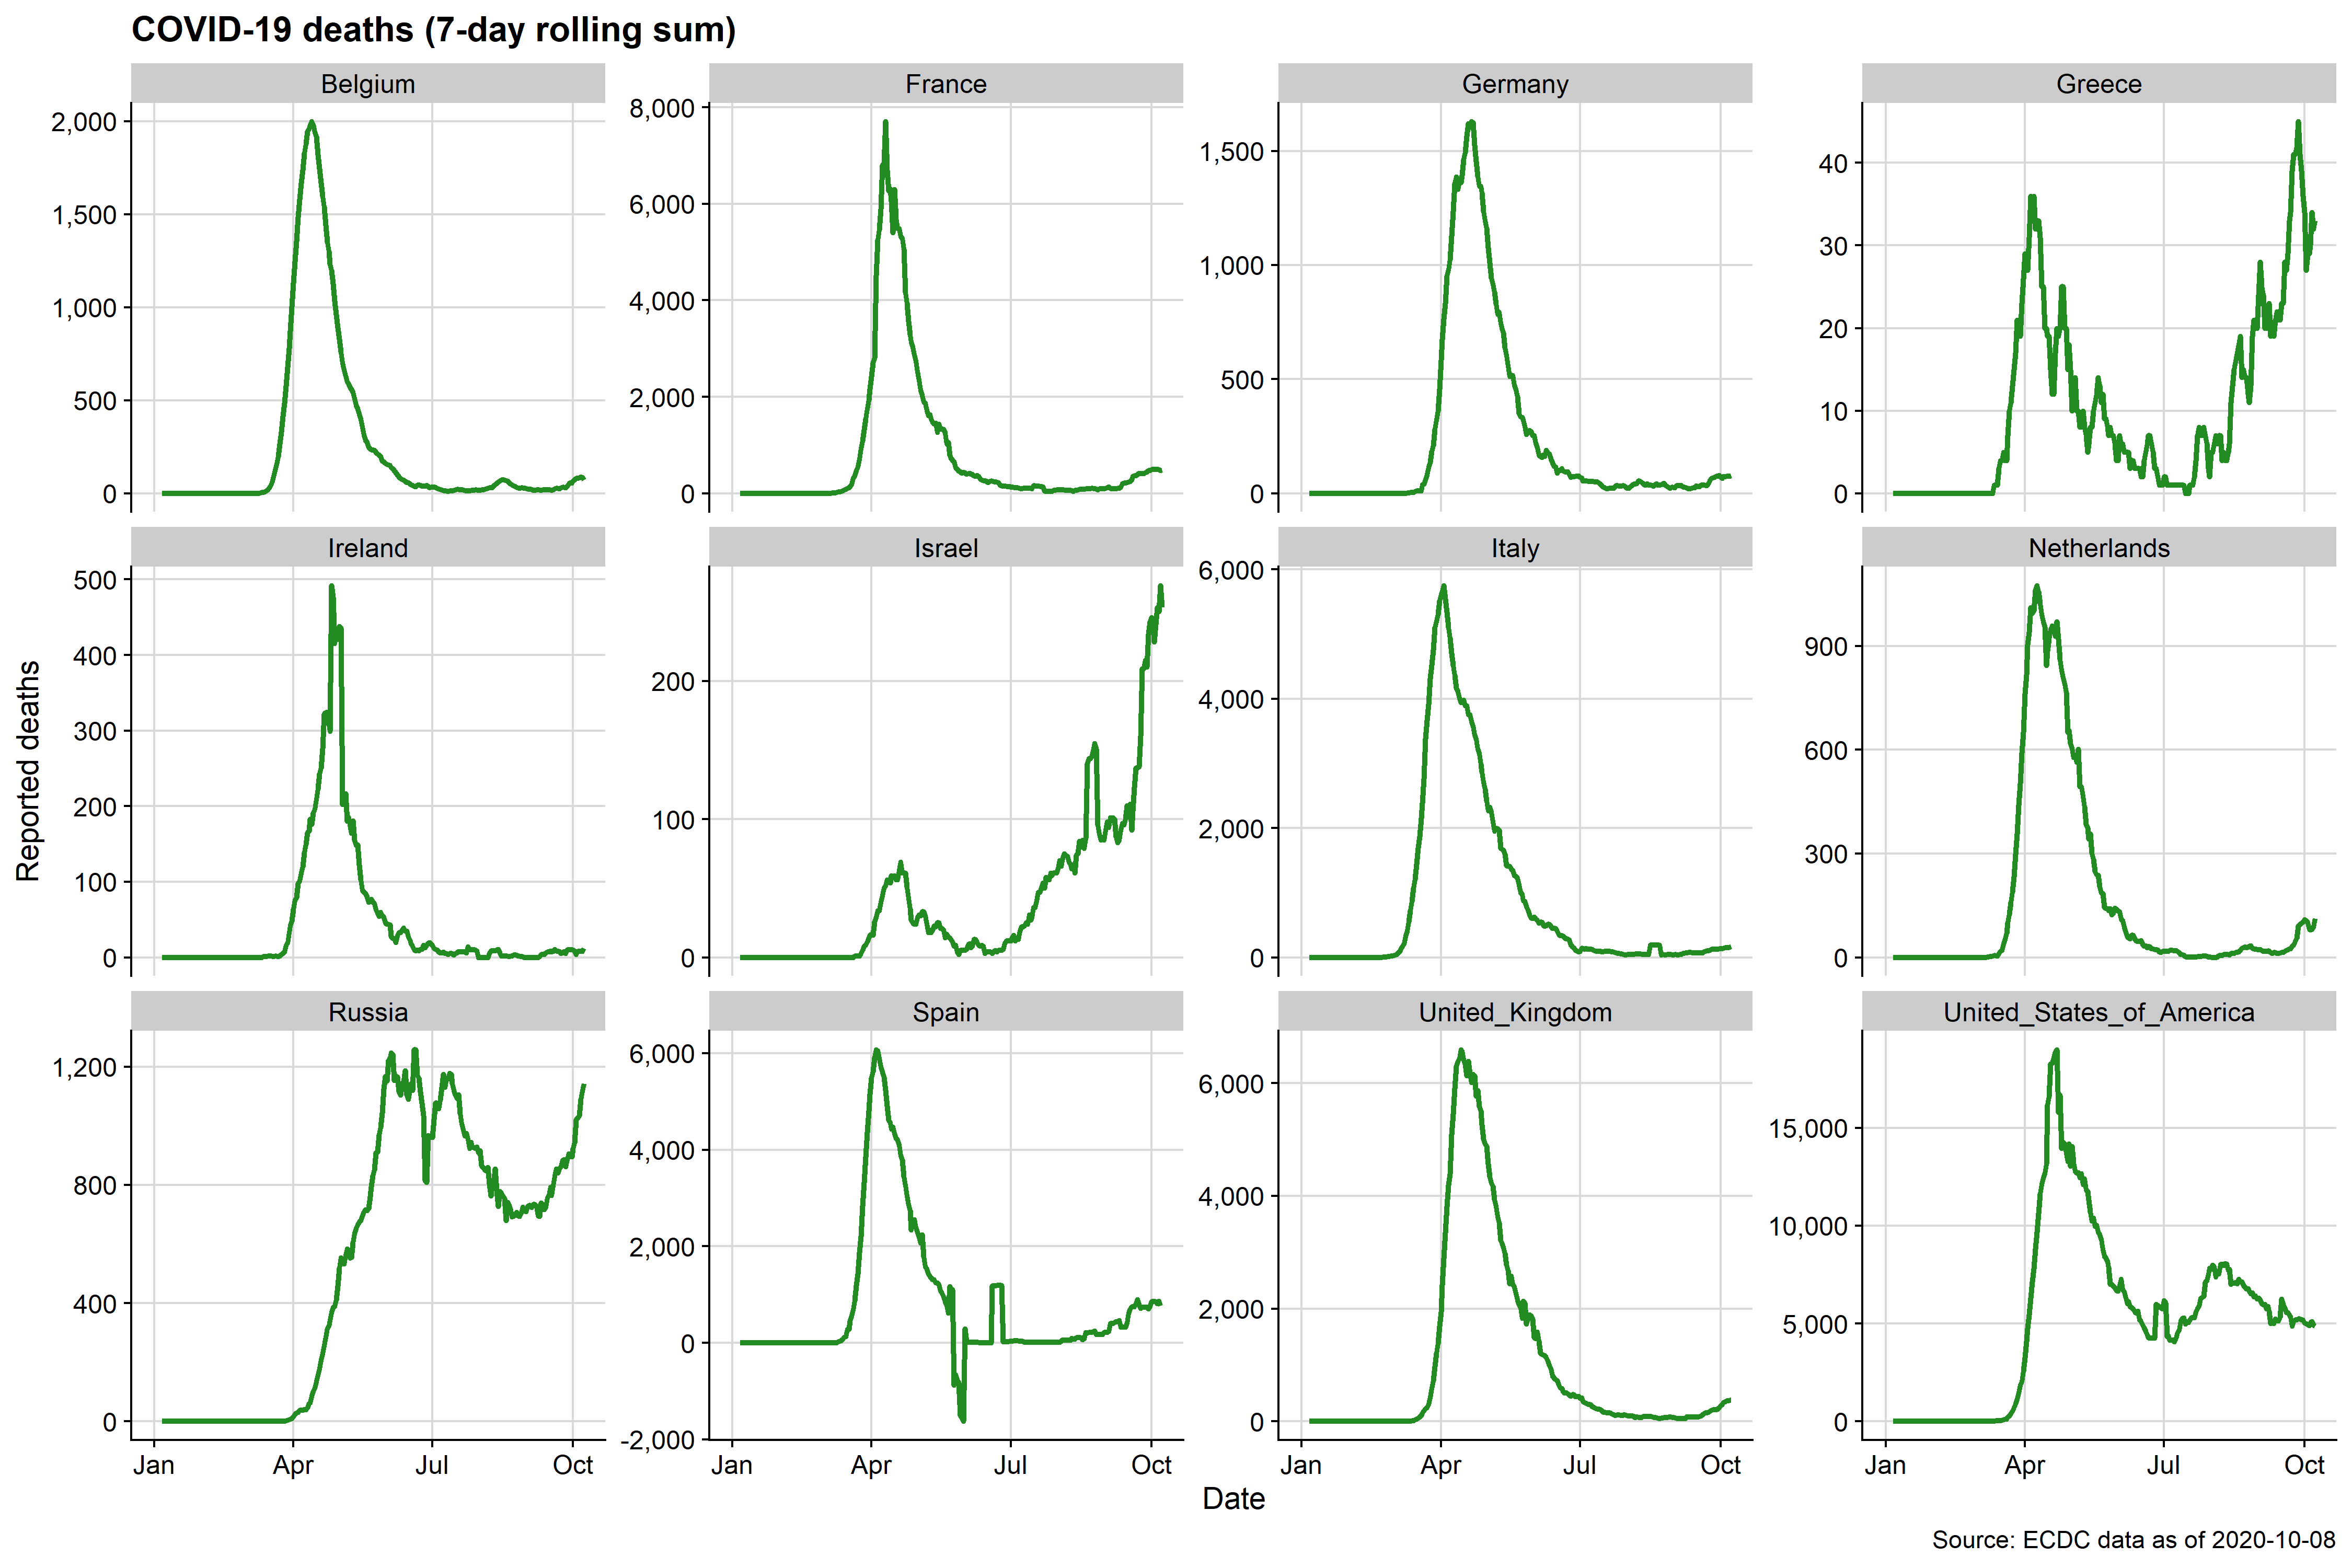 COVID-19 deaths (7-day rolling sum)
Belgium
France
Germany
Greece
2,000
1,500
1,000
500
0
8,000
6,000
4,000
2,000
0
1,500
1,000
500
0
40
30
20
10
0
Ireland
Israel
Italy
Netherlands
500
400
300
200
100
0
200
100
0
6,000
4,000
2,000
0
900
600
300
0
Russia
Spain
United_Kingdom
United_States_of_America
1,200
800
400
0
6,000
4,000
2,000
0
-2,000
6,000
4,000
2,000
0
15,000
10,000
5,000
0
Jan Apr Jul Oct
Jan Apr Jul Oct
Jan Apr Jul Oct
Jan Apr Jul Oct
Reported deaths
Date
Source: ECDC data as of 2020-10-08